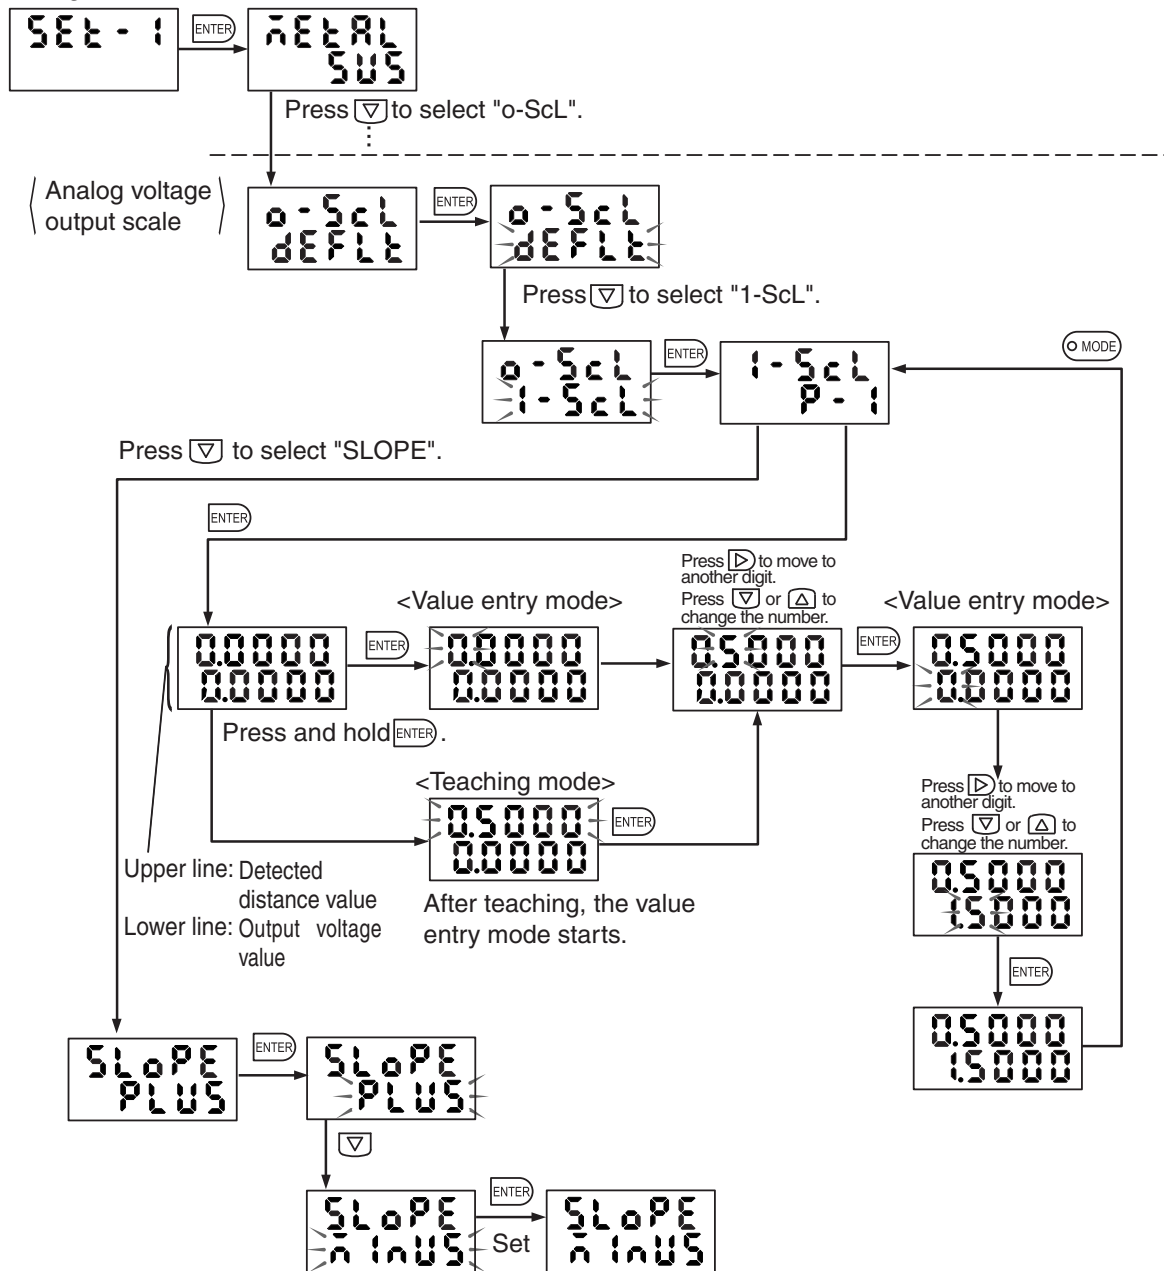 SEt-1
ENTER
mEtAL
SUS
Press ▽ to select "o-ScL".
Analog voltage
output scale
o-ScL
dEFLt
ENTER
o-ScL
dEFLt
Press ▽ to select "1-ScL".
o-ScL
1-ScL
ENTER
1-ScL
P-1
MODE
Press ▽ to select "SLOPE".
ENTER
Press ▷ to move to
another digit.
Press ▽ or △ to
change the number.
<Value entry mode>
<Value entry mode>
0.0000
0.0000
ENTER
0.0000
0.0000
0.5000
0.0000
ENTER
0.5000
0.0000
Press and hold ENTER.
<Teaching mode>
0.5000
0.0000
ENTER
After teaching, the value
entry mode starts.
Upper line: Detected
distance value
Lower line: Output voltage
value
Press ▷ to move to
another digit.
Press ▽ or △ to
change the number.
0.5000
1.5000
ENTER
0.5000
1.5000
SLoPE
PLUS
ENTER
SLoPE
PLUS
▽
SLoPE
mInUS
ENTER
Set
SLoPE
mInUS